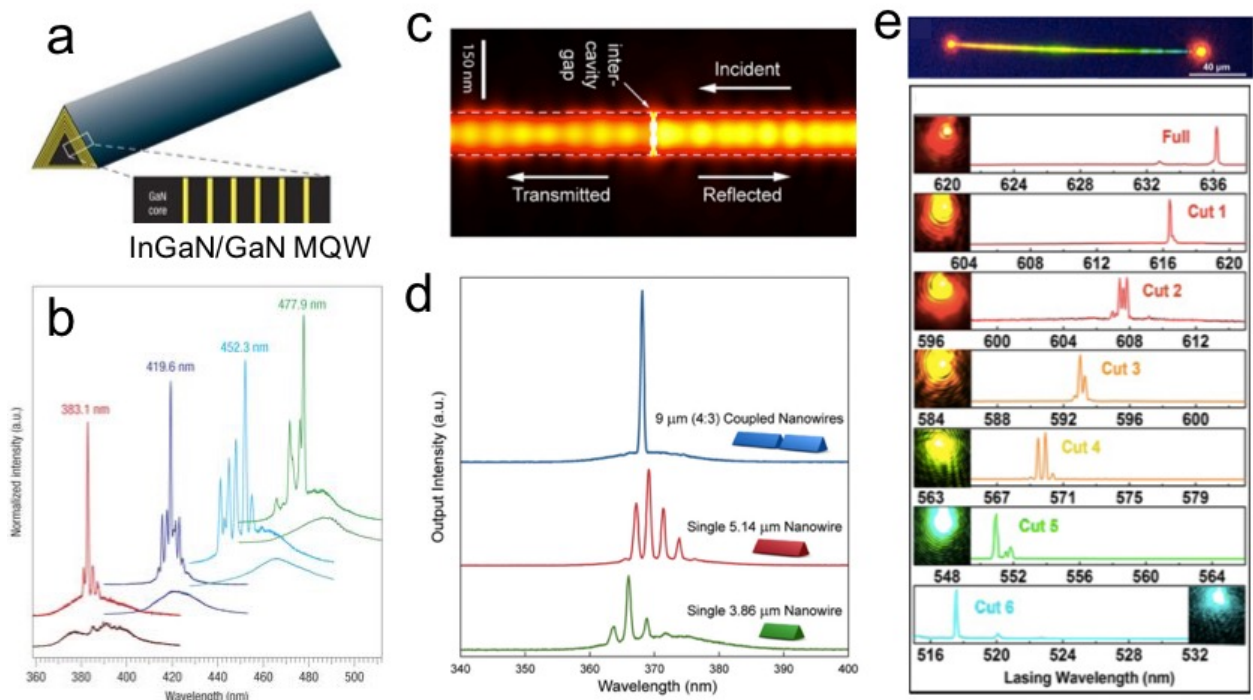 a
GaN
core
InGaN/GaN MQW
b
383.1 nm
419.6 nm
452.3 nm
477.9 nm
Normalized intensity (a.u.)
360 380 400 420 440 460 480 500
Wavelength (nm)
c
150 nm
inter-
cavity
gap
Incident
Transmitted
Reflected
d
9 µm (4:3) Coupled Nanowires
Single 5.14 µm Nanowire
Single 3.86 µm Nanowire
Output Intensity (a.u.)
340 350 360 370 380 390 400
Wavelength (nm)
e
40 µm
Full
620 624 628 632 636
Cut 1
604 608 612 616 620
Cut 2
596 600 604 608 612
Cut 3
584 588 592 596 600
Cut 4
563 567 571 575 579
Cut 5
548 552 556 560 564
Cut 6
516 520 524 528 532
Lasing Wavelength (nm)